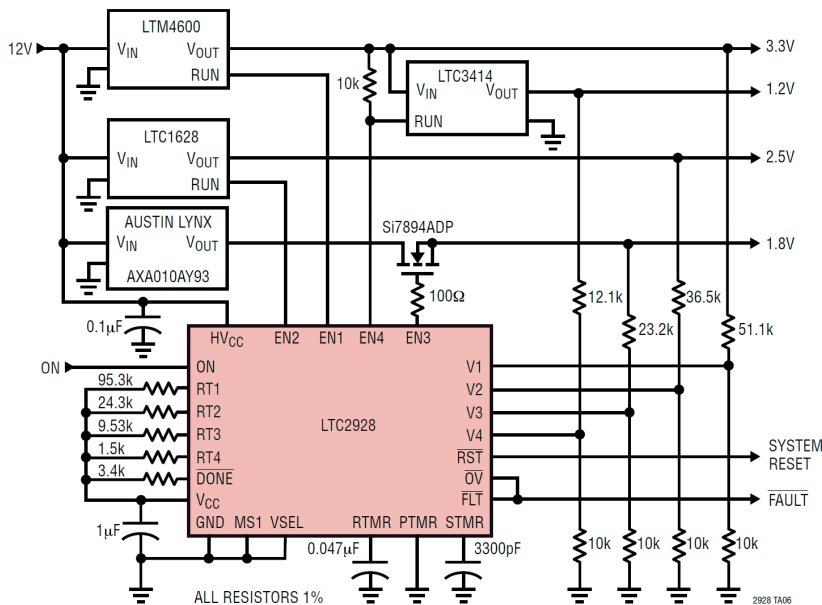 LTM4600
12V
VIN
VOUT
3.3V
RUN
LTC3414
10k
VIN
VOUT
1.2V
RUN
LTC1628
VIN
VOUT
2.5V
RUN
AUSTIN LYNX
Si7894ADP
VIN
VOUT
1.8V
AXA010AY93
100Ω
12.1k
36.5k
0.1µF
23.2k
51.1k
HVCC
EN2
EN1
EN4
EN3
ON
ON
V1
95.3k
RT1
V2
24.3k
RT2
LTC2928
V3
9.53k
RT3
V4
1.5k
RT4
RST
SYSTEM
RESET
3.4k
DONE
OV
VCC
FLT
FAULT
GND
MS1
VSEL
RTMR
PTMR
STMR
1µF
0.047µF
3300pF
10k
10k
10k
10k
ALL RESISTORS 1%
2928 TA06